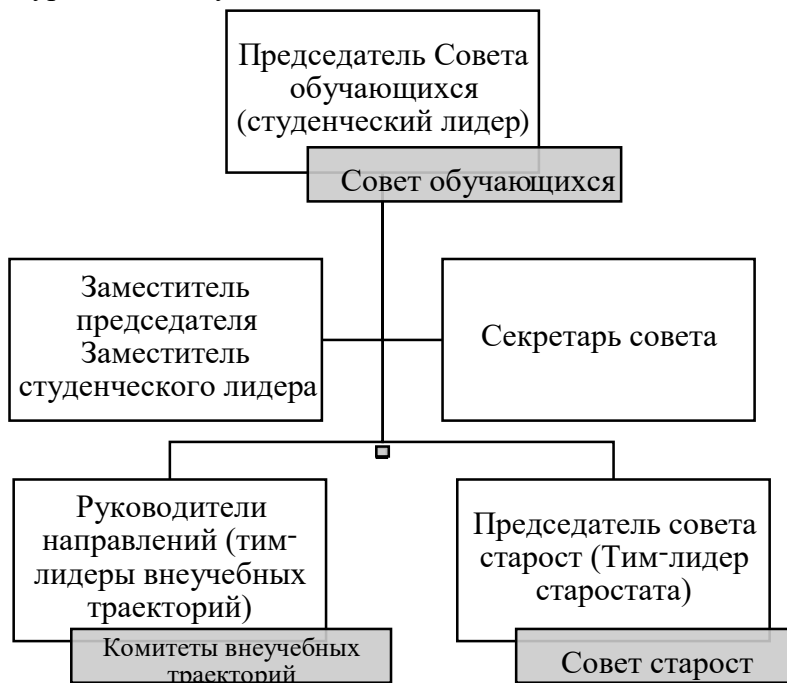 Председатель Совета
обучающихся
(студенческий лидер)
Совет обучающихся
Заместитель
председателя
Заместитель
студенческого лидера
Секретарь совета
Руководители
направлений (тим-
лидеры внеучебных
траекторий)
Комитеты внеучебных
траекторий
Председатель совета
старост (Тим-лидер
старостата)
Совет старост